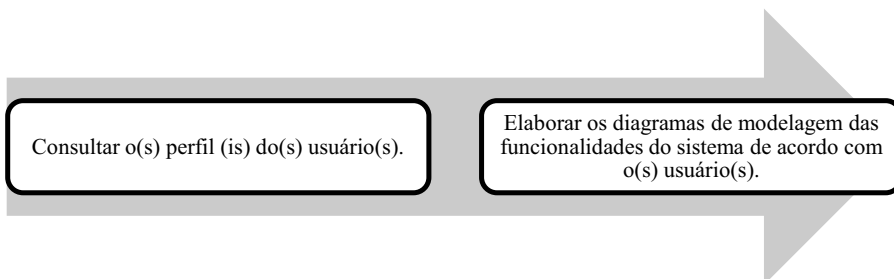 Consultar o(s) perfil (is) do(s) usuário(s).
Elaborar os diagramas de modelagem das
funcionalidades do sistema de acordo com
o(s) usuário(s).